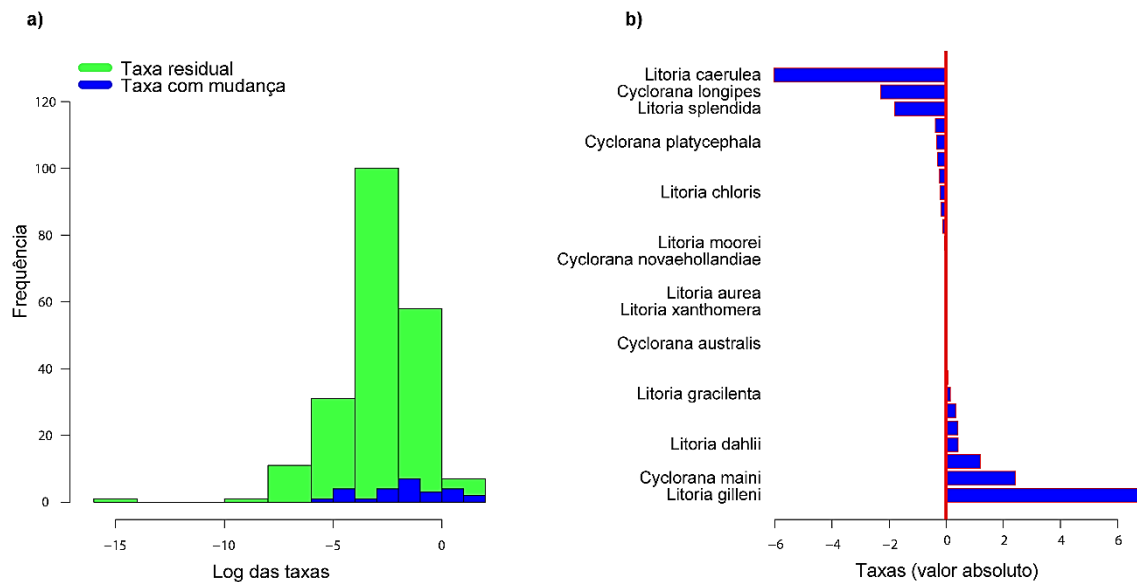 a)
Taxa residual
Taxa com mudança
Frequência
120
100
80
60
40
20
0
−15
−10
−5
0
Log das taxas
b)
Litoria caerulea
Cyclorana longipes
Litoria splendida
Cyclorana platycephala
Litoria chloris
Litoria moorei
Cyclorana novaehollandiae
Litoria aurea
Litoria xanthomera
Cyclorana australis
Litoria gracilenta
Litoria dahlii
Cyclorana maini
Litoria gilleni
−6
−4
−2
0
2
4
6
Taxas (valor absoluto)